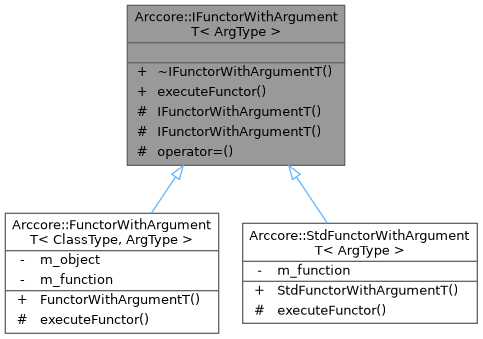 Arccore::IFunctorWithArgument
T< ArgType >
+ ~IFunctorWithArgumentT()
+ executeFunctor()
# IFunctorWithArgumentT()
# IFunctorWithArgumentT()
# operator=()
Arccore::FunctorWithArgument
T< ClassType, ArgType >
- m_object
- m_function
+ FunctorWithArgumentT()
# executeFunctor()
Arccore::StdFunctorWithArgument
T< ArgType >
- m_function
+ StdFunctorWithArgumentT()
# executeFunctor()